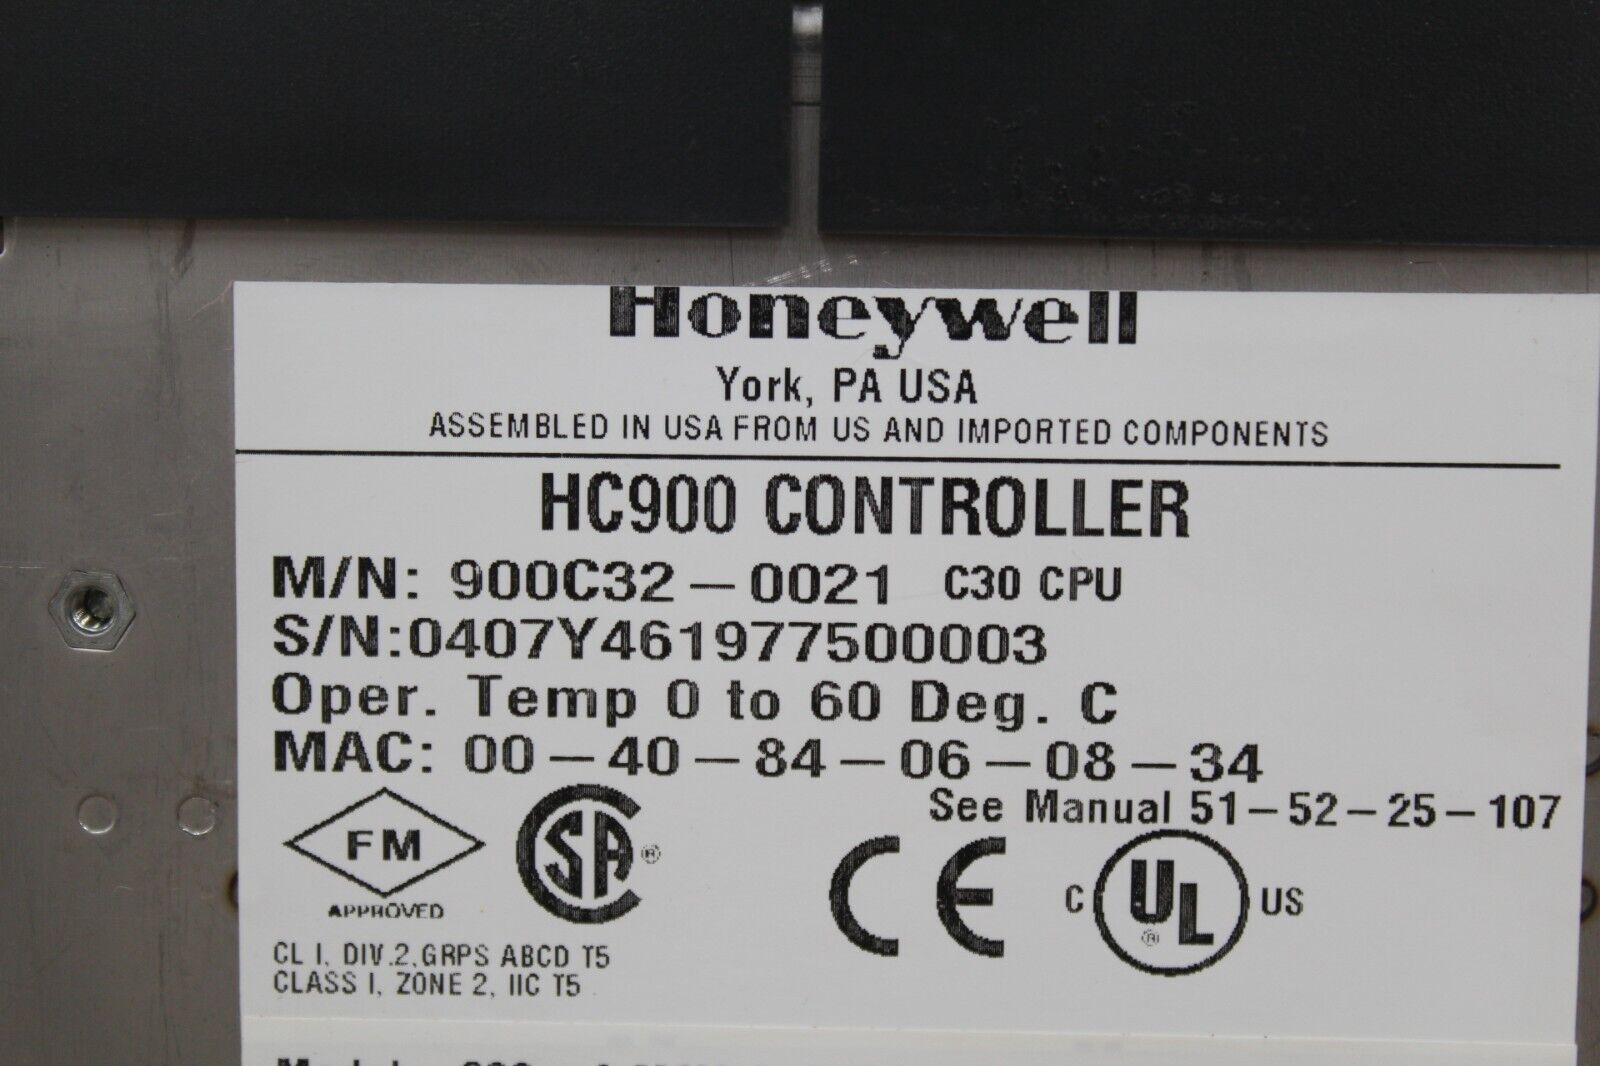 Honeywell
York, PA USA
ASSEMBLED IN USA FROM US AND IMPORTED COMPONENTS
HC900 CONTROLLER
M/N: 900C32-0021 C30 CPU
S/N:0407Y461977500003
Oper. Temp 0 to 60 Deg. C
MAC: 00-40-84-06-08-34
See Manual 51-52-25-107
FM
APPROVED
CSA ®
CE
C UL ® US
CL I, DIV.2,GRPS ABCD T5
CLASS I, ZONE 2, IIC T5